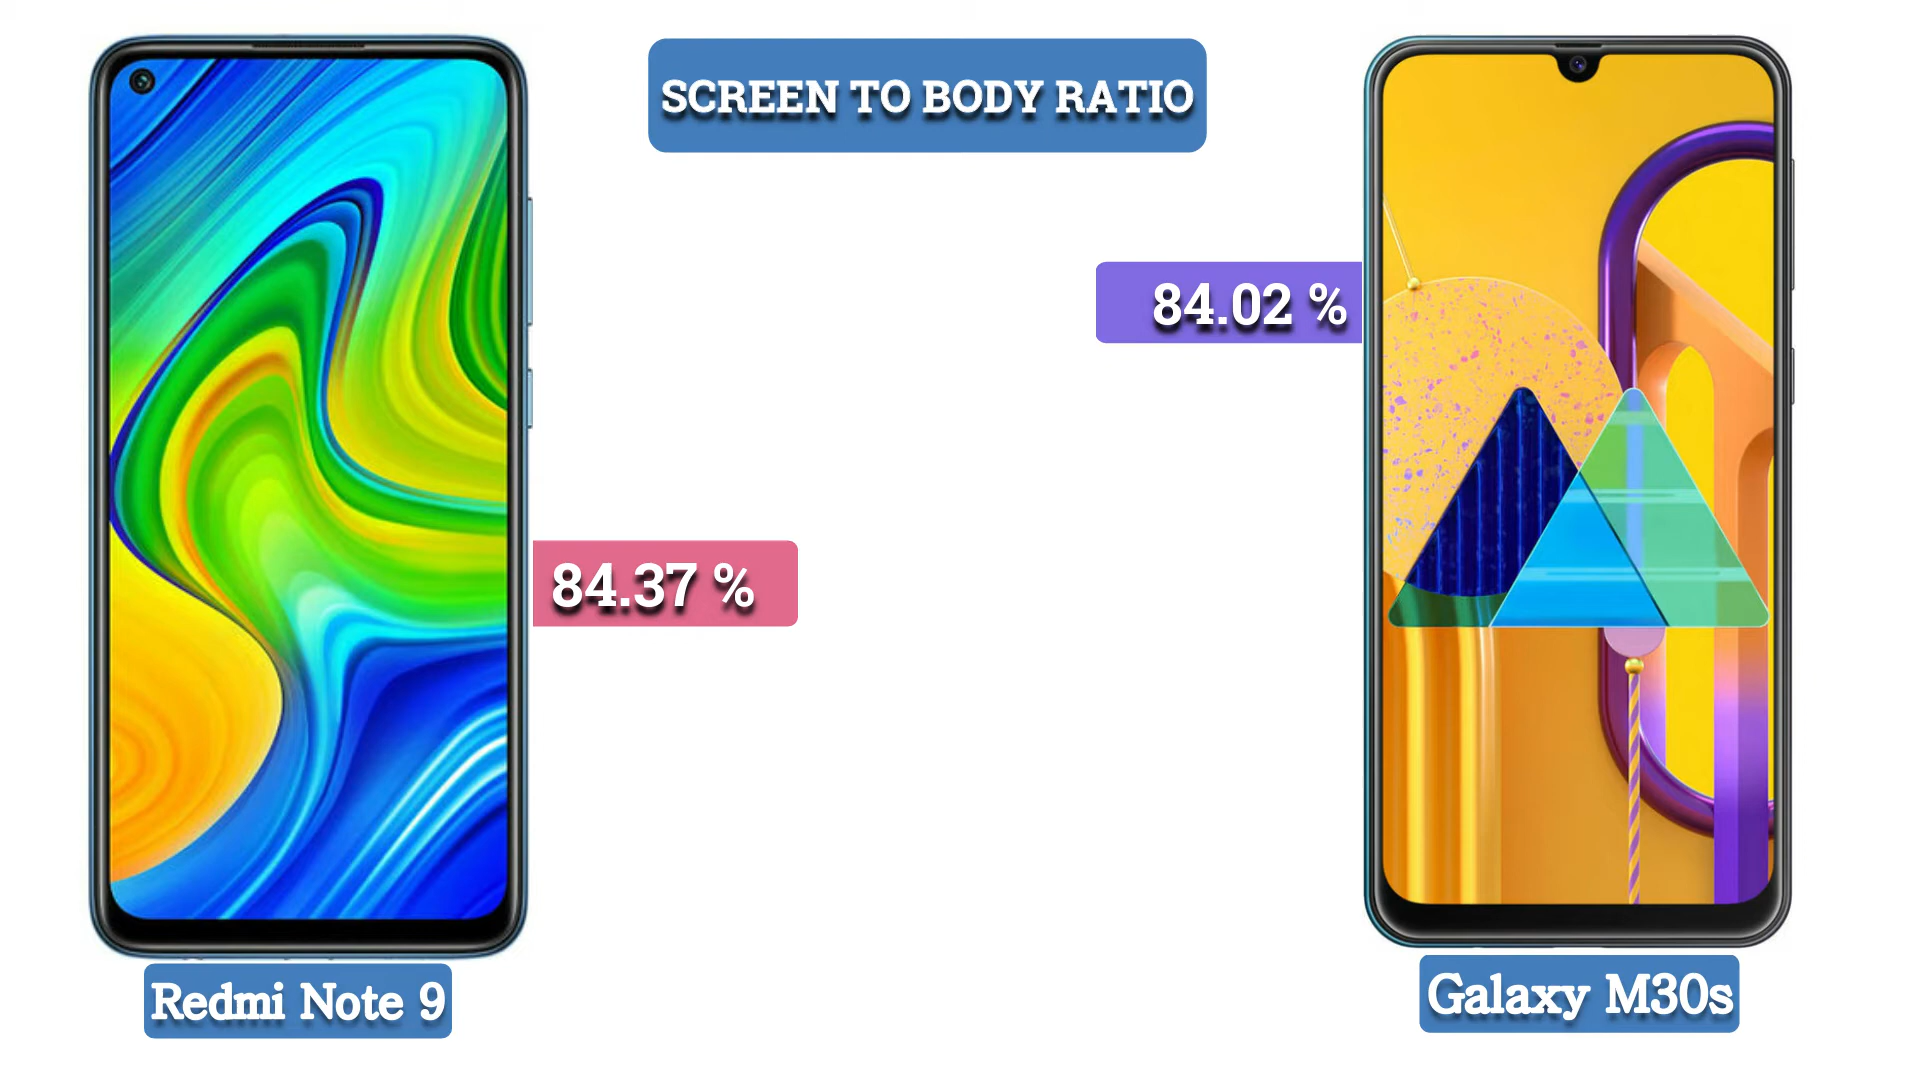 SCREEN TO BODY RATIO
84.02 %
84.37 %
Redmi Note 9
Galaxy M30s